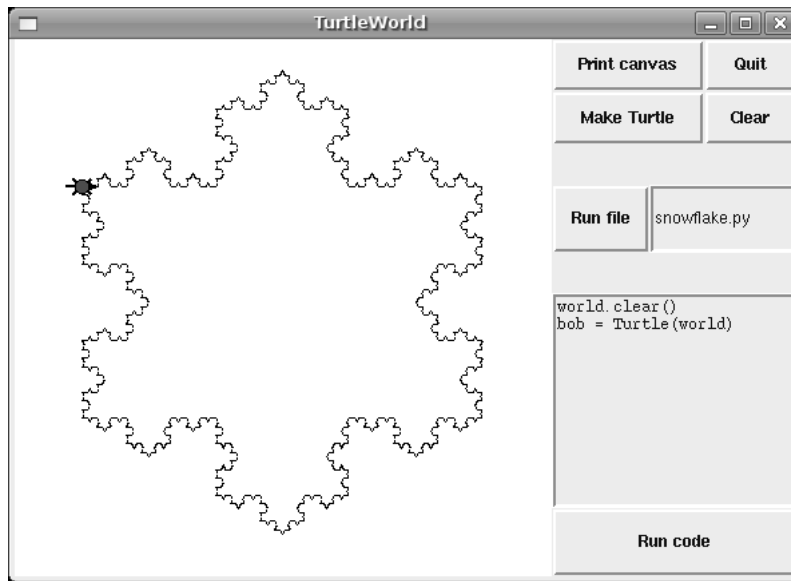 TurtleWorld
Print canvas
Quit
Make Turtle
Clear
Run file
snowflake.py
world.clear()
bob = Turtle(world)
Run code